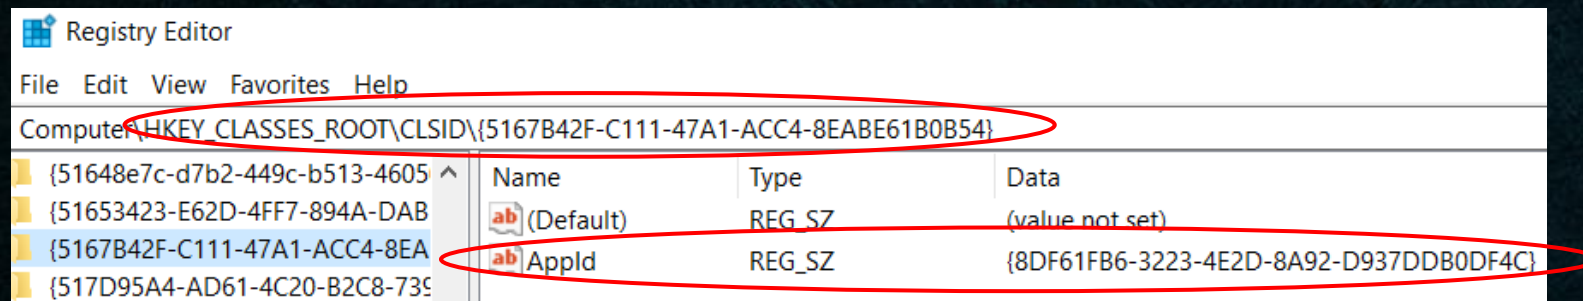 Registry Editor
File Edit View Favorites Help
Computer\HKEY_CLASSES_ROOT\CLSID\{5167B42F-C111-47A1-ACC4-8EABE61B0B54}
{51648e7c-d7b2-449c-b513-4605
{51653423-E62D-4FF7-894A-DAB
{5167B42F-C111-47A1-ACC4-8EA
{517D95A4-AD61-4C20-B2C8-739
Name Type Data
ab (Default) REG_SZ (value not set)
ab AppId REG_SZ {8DF61FB6-3223-4E2D-8A92-D937DDB0DF4C}